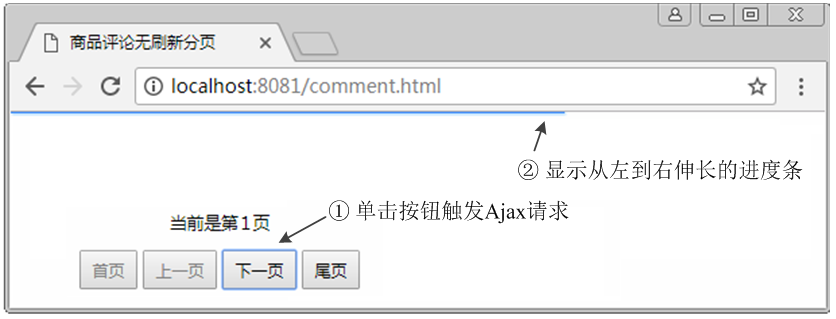 商品评论无刷新分页
localhost:8081/comment.html
② 显示从左到右伸长的进度条
① 单击按钮触发Ajax请求
当前是第1页
首页 上一页 下一页 尾页